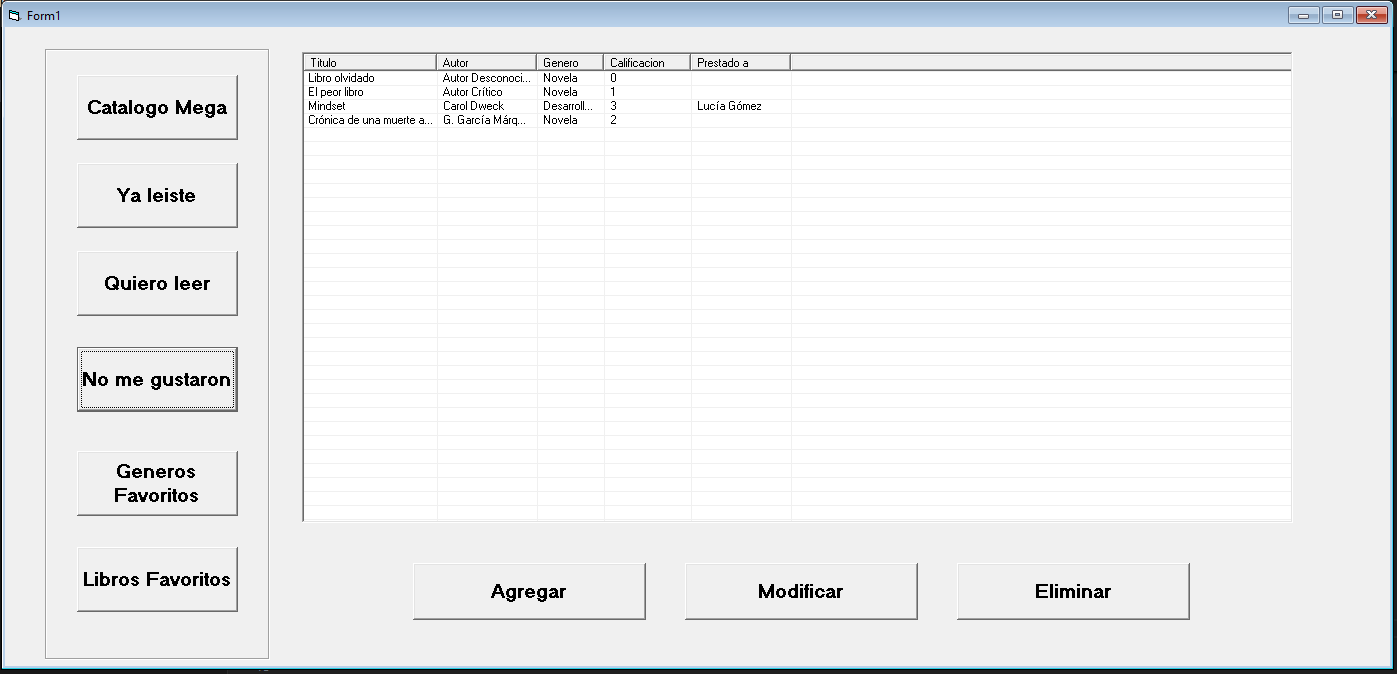 Form1
Catalogo Mega
Ya leiste
Quiero leer
No me gustaron
Generos
Favoritos
Libros Favoritos
Titulo Autor Genero Calificacion Prestado a
Libro olvidado Autor Desconoci... Novela 0
El peor libro Autor Crítico Novela 1
Mindset Carol Dweck Desarroll... 3 Lucía Gómez
Crónica de una muerte a... G. García Márq... Novela 2
Agregar Modificar Eliminar